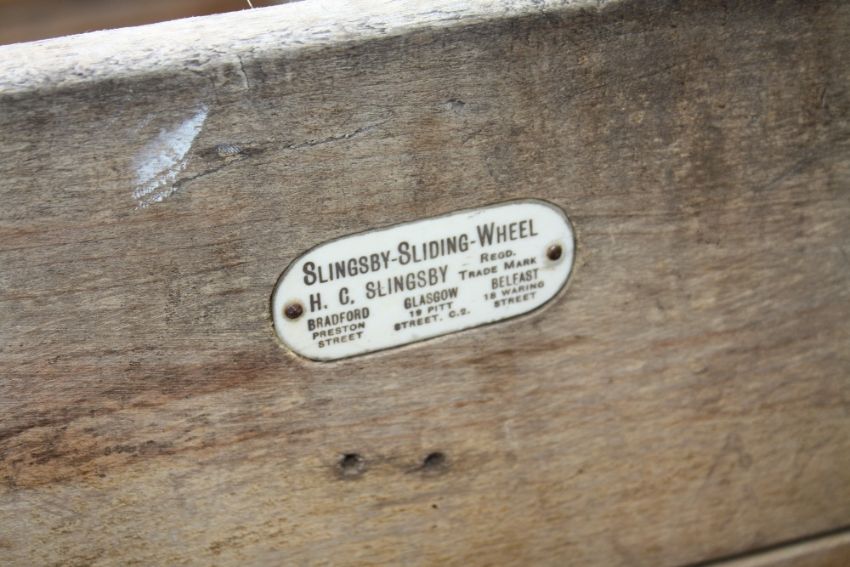 SLINGSBY-SLIDING-WHEEL
H. C. SLINGSBY REGD. TRADE MARK
BRADFORD
PRESTON
STREET
GLASGOW
19 PITT
STREET, C.2.
BELFAST
18 WARING
STREET